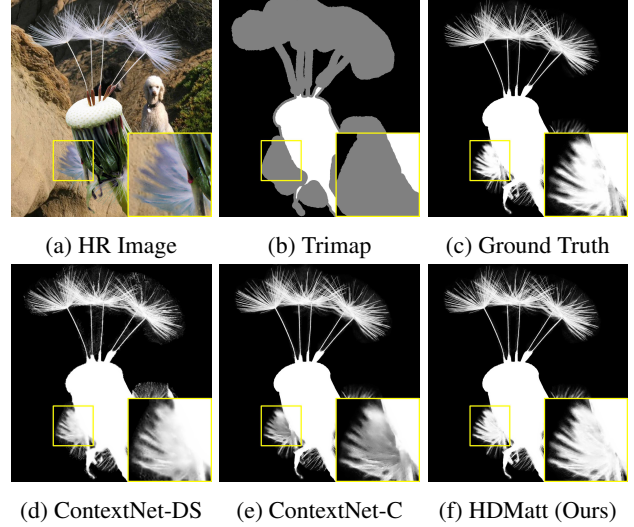 (a) HR Image
(b) Trimap
(c) Ground Truth
(d) ContextNet-DS
(e) ContextNet-C
(f) HDMatt (Ours)